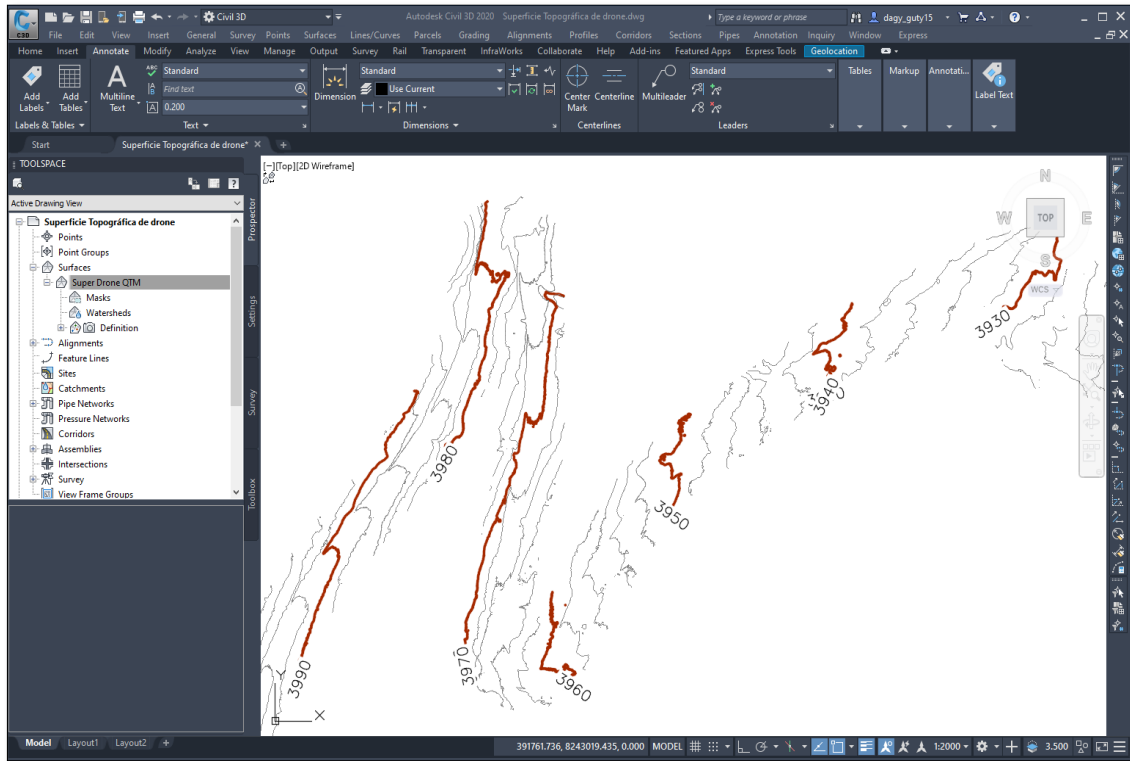 C3D
Civil 3D
Autodesk Civil 3D 2020 Superficie Topográfica de drone.dwg
Type a keyword or phrase
dagy_guty15
File Edit View Insert General Survey Points Surfaces Lines/Curves Parcels Grading Alignments Profiles Corridors Sections Pipes Annotation Inquiry Window Express
Home Insert Annotate Modify Analyze View Manage Output Survey Rail Transparent InfraWorks Collaborate Help Add-ins Featured Apps Express Tools Geolocation
Add Labels
Add Tables
Multiline Text
ABC
Standard
Find text
0.200
Dimension
Standard
Use Current
Center Mark
Centerline
Multileader
Standard
Tables
Markup
Annotati...
Label Text
Labels & Tables
Text
Dimensions
Centerlines
Leaders
Start
Superficie Topográfica de drone*
TOOLSPACE
Active Drawing View
Superficie Topográfica de drone
Points
Point Groups
Surfaces
Super Drone QTM
Masks
Watersheds
Definition
Alignments
Feature Lines
Sites
Catchments
Pipe Networks
Pressure Networks
Corridors
Assemblies
Intersections
Survey
View Frame Groups
Prospector
Settings
Survey
Toolbox
[−][Top][2D Wireframe]
N
W
TOP
E
S
WCS
3930
3940
3980
3950
3990
3970
3960
Y
X
Model Layout1 Layout2
391761.736, 8243019.435, 0.000 MODEL
1:2000
3.500